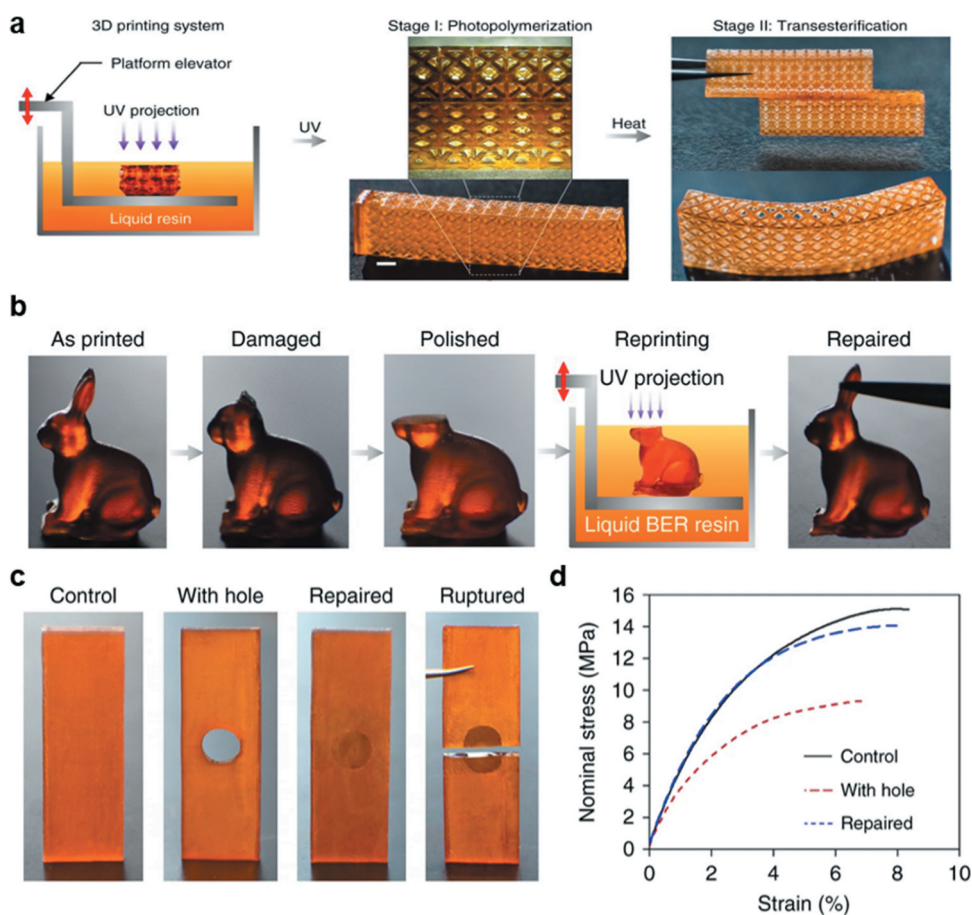 a
3D printing system
Platform elevator
UV projection
Liquid resin
UV
Stage I: Photopolymerization
Heat
Stage II: Transesterification
b
As printed
Damaged
Polished
Reprinting
UV projection
Liquid BER resin
Repaired
c
Control
With hole
Repaired
Ruptured
d
Nominal stress (MPa)
16
14
12
10
8
6
4
2
0
Control
With hole
Repaired
0
2
4
6
8
10
Strain (%)